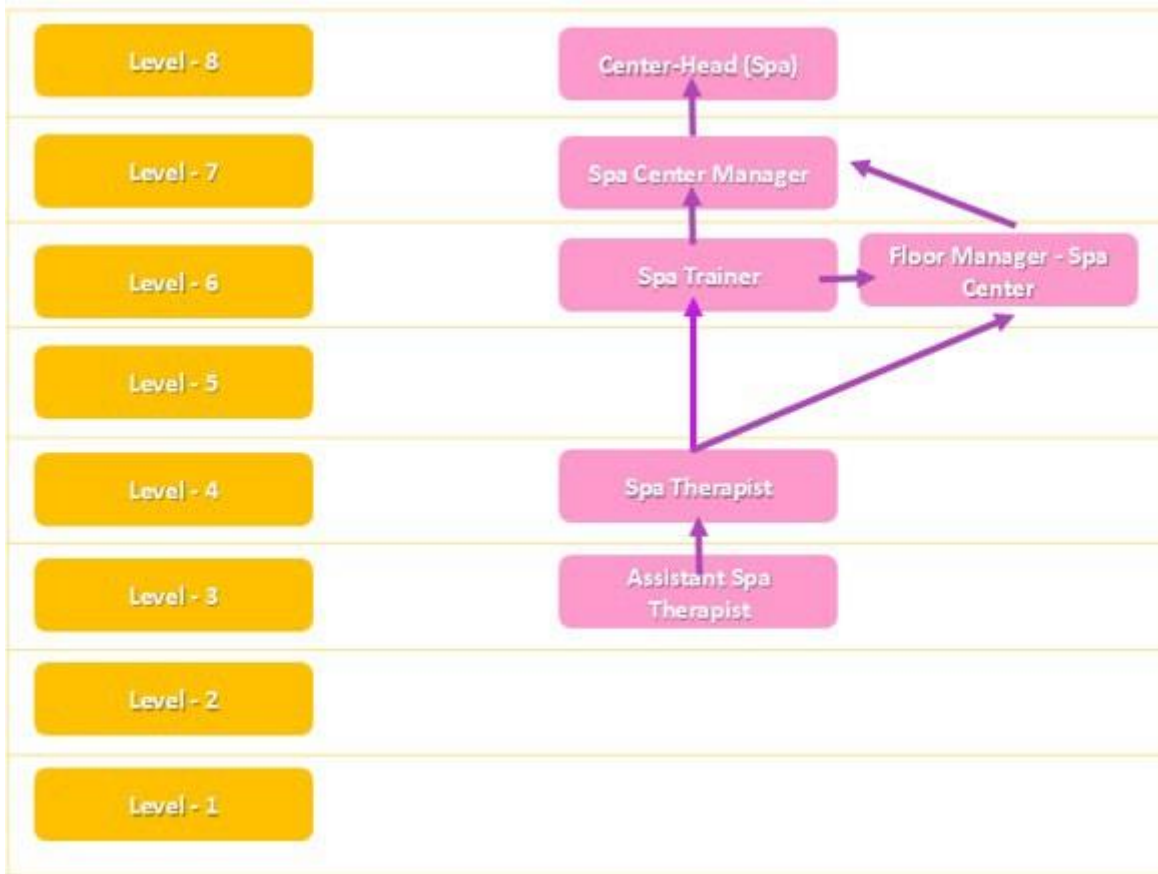 Level - 8
Center-Head (Spa)
Level - 7
Spa Center Manager
Level - 6
Spa Trainer
Floor Manager - Spa
Center
Level - 5
Level - 4
Spa Therapist
Level - 3
Assistant Spa
Therapist
Level - 2
Level - 1